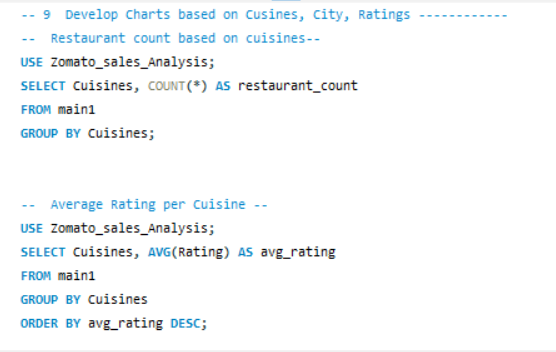 -- 9  Develop Charts based on Cusines, City, Ratings ------------
--  Restaurant count based on cuisines--
USE Zomato_sales_Analysis;
SELECT Cuisines, COUNT(*) AS restaurant_count
FROM main1
GROUP BY Cuisines;
--  Average Rating per Cuisine --
USE Zomato_sales_Analysis;
SELECT Cuisines, AVG(Rating) AS avg_rating
FROM main1
GROUP BY Cuisines
ORDER BY avg_rating DESC;